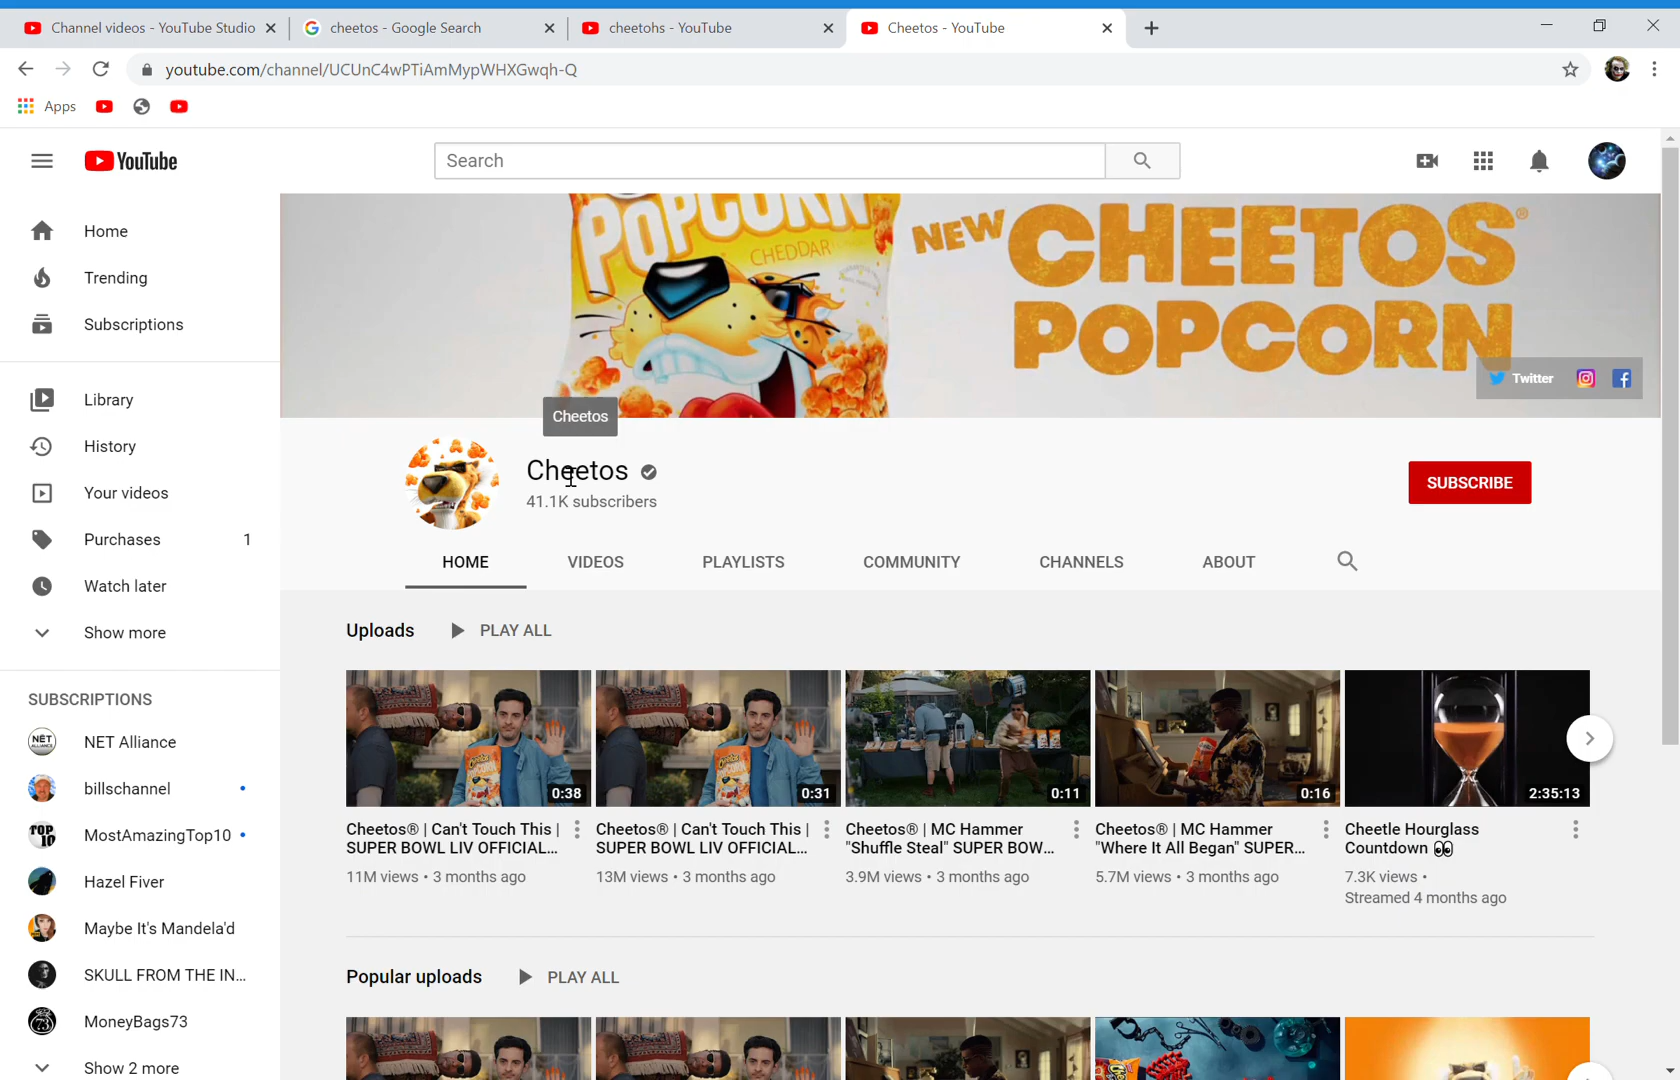 Channel videos - YouTube Studio
cheetos - Google Search
cheetohs - YouTube
Cheetos - YouTube
youtube.com/channel/UCUnC4wPTiAmMypWHXGwqh-Q
Apps
YouTube
Search
Home
Trending
Subscriptions
Library
History
Your videos
Purchases 1
Watch later
Show more
SUBSCRIPTIONS
NET ALLIANCE
NET Alliance
billschannel
TOP 10
MostAmazingTop10
Hazel Fiver
Maybe It's Mandela'd
SKULL FROM THE IN...
73
MoneyBags73
Show 2 more
POPCORN
CHEDDAR
NEW CHEETOS®
POPCORN
Twitter
Cheetos
Cheetos
41.1K subscribers
SUBSCRIBE
HOME
VIDEOS
PLAYLISTS
COMMUNITY
CHANNELS
ABOUT
Uploads
PLAY ALL
0:38
Cheetos® | Can't Touch This |
SUPER BOWL LIV OFFICIAL...
11M views • 3 months ago
0:31
Cheetos® | Can't Touch This |
SUPER BOWL LIV OFFICIAL...
13M views • 3 months ago
0:11
Cheetos® | MC Hammer
"Shuffle Steal" SUPER BOW...
3.9M views • 3 months ago
0:16
Cheetos® | MC Hammer
"Where It All Began" SUPER...
5.7M views • 3 months ago
2:35:13
Cheetle Hourglass
Countdown 👀
7.3K views •
Streamed 4 months ago
Popular uploads
PLAY ALL